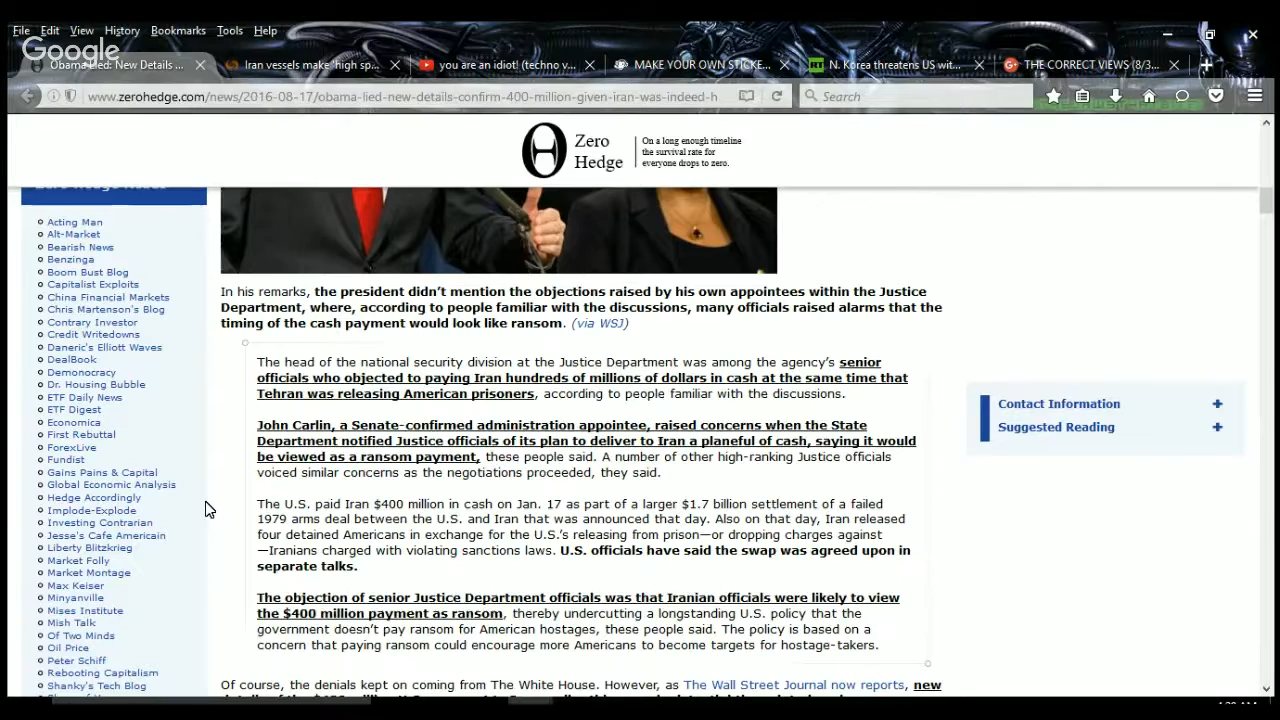 File Edit View History Bookmarks Tools Help
Google
Obama Lied: New Details ...
Iran vessels make 'high sp...
you are an idiot! (techno v...
MAKE YOUR OWN STICKE...
RT N. Korea threatens US wit...
THE CORRECT VIEWS (8/3...
www.zerohedge.com/news/2016-08-17/obama-lied-new-details-confirm-400-million-given-iran-was-indeed-h
Search
Zero
Hedge
On a long enough timeline
the survival rate for
everyone drops to zero.
Acting Man
Alt-Market
Bearish News
Benzinga
Boom Bust Blog
Capitalist Exploits
China Financial Markets
Chris Martenson's Blog
Contrary Investor
Credit Writedowns
Daneric's Elliott Waves
DealBook
Demonocracy
Dr. Housing Bubble
ETF Daily News
ETF Digest
Economica
First Rebuttal
ForexLive
Fundist
Gains Pains & Capital
Global Economic Analysis
Hedge Accordingly
Implode-Explode
Investing Contrarian
Jesse's Cafe Americain
Liberty Blitzkrieg
Market Folly
Market Montage
Max Keiser
Minyanville
Mises Institute
Mish Talk
Of Two Minds
Oil Price
Peter Schiff
Rebooting Capitalism
Shanky's Tech Blog
In his remarks, the president didn't mention the objections raised by his own appointees within the Justice
Department, where, according to people familiar with the discussions, many officials raised alarms that the
timing of the cash payment would look like ransom. (via WSJ)
The head of the national security division at the Justice Department was among the agency's senior
officials who objected to paying Iran hundreds of millions of dollars in cash at the same time that
Tehran was releasing American prisoners, according to people familiar with the discussions.
John Carlin, a Senate-confirmed administration appointee, raised concerns when the State
Department notified Justice officials of its plan to deliver to Iran a planeful of cash, saying it would
be viewed as a ransom payment, these people said. A number of other high-ranking Justice officials
voiced similar concerns as the negotiations proceeded, they said.
The U.S. paid Iran $400 million in cash on Jan. 17 as part of a larger $1.7 billion settlement of a failed
1979 arms deal between the U.S. and Iran that was announced that day. Also on that day, Iran released
four detained Americans in exchange for the U.S.'s releasing from prison—or dropping charges against
—Iranians charged with violating sanctions laws. U.S. officials have said the swap was agreed upon in
separate talks.
The objection of senior Justice Department officials was that Iranian officials were likely to view
the $400 million payment as ransom, thereby undercutting a longstanding U.S. policy that the
government doesn't pay ransom for American hostages, these people said. The policy is based on a
concern that paying ransom could encourage more Americans to become targets for hostage-takers.
Of course, the denials kept on coming from The White House. However, as The Wall Street Journal now reports, new
Contact Information +
Suggested Reading +